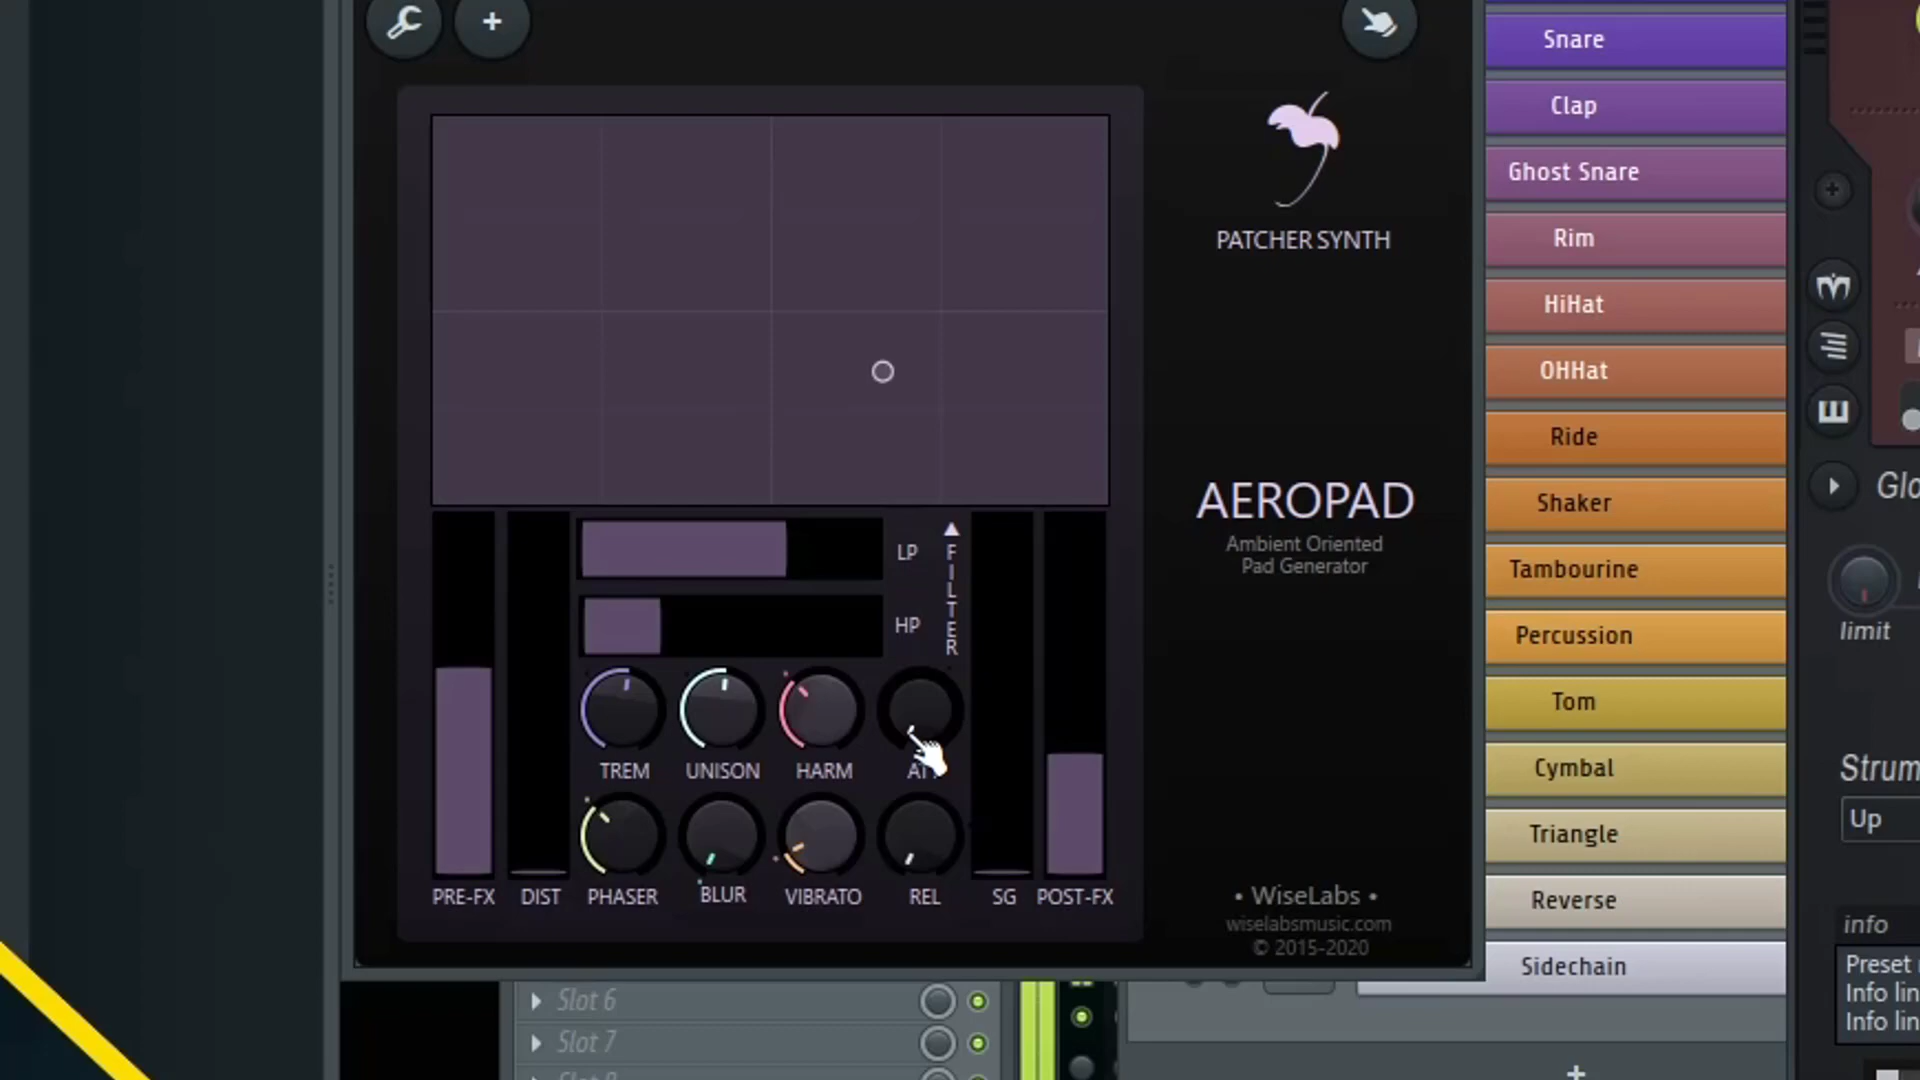 PATCHER SYNTH
AEROPAD
Ambient Oriented
Pad Generator
LP
FILTER
HP
TREM
UNISON
HARM
PHASER
BLUR
VIBRATO
REL
PRE-FX
DIST
SG
POST-FX
• WiseLabs •
wiselabsmusic.com
© 2015-2020
Snare
Clap
Ghost Snare
Rim
HiHat
OHHat
Ride
Shaker
Tambourine
Percussion
Tom
Cymbal
Triangle
Reverse
Sidechain
Slot 6
Slot 7
Glo
limit
Strum
Up
info
Preset
Info lin
Info lin